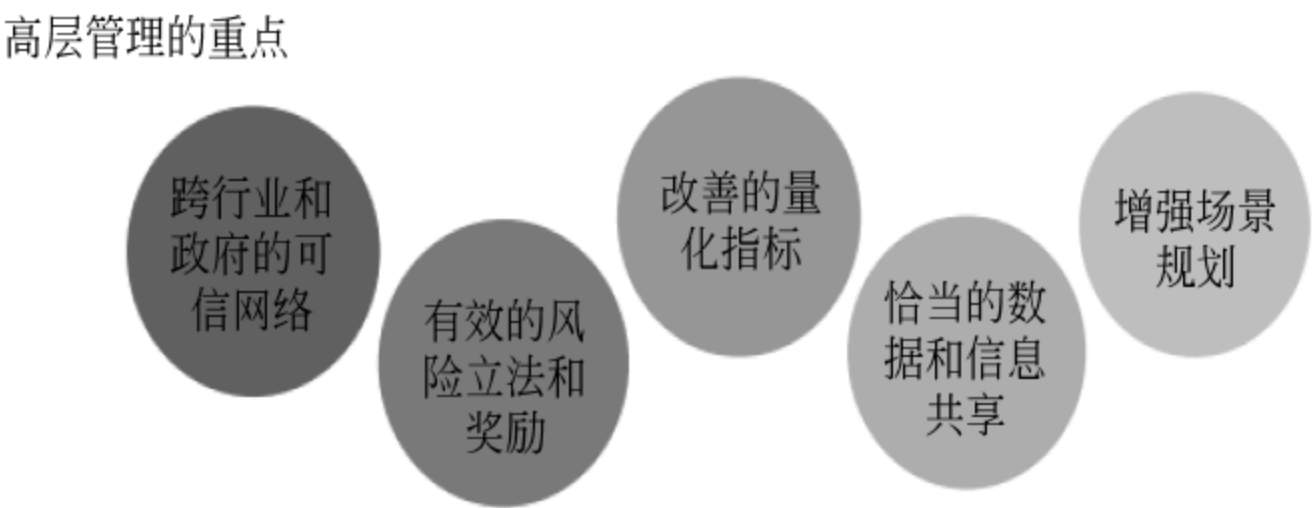 高层管理的重点
跨行业和
政府的可
信网络
有效的风
险立法和
奖励
改善的量
化指标
恰当的数
据和信息
共享
增强场景
规划